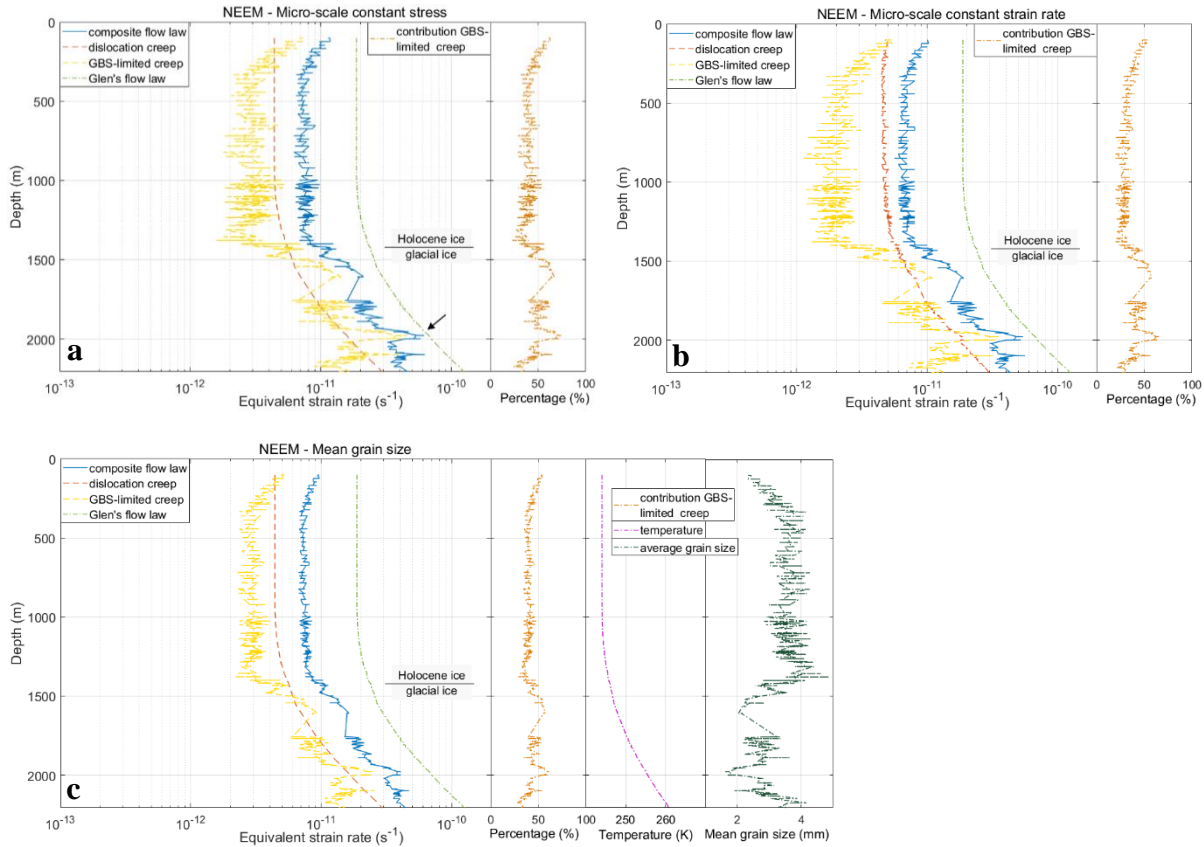 NEEM - Micro-scale constant stress
composite flow law
dislocation creep
GBS-limited creep
Glen's flow law
contribution GBS-
limited creep
0
500
1000
1500
2000
Depth (m)
Holocene ice
glacial ice
a
10-13
10-12
10-11
10-10
Equivalent strain rate (s-1)
0
50
100
Percentage (%)
NEEM - Micro-scale constant strain rate
composite flow law
dislocation creep
GBS-limited creep
Glen's flow law
contribution GBS-
limited creep
0
500
1000
1500
2000
Depth (m)
Holocene ice
glacial ice
b
10-13
10-12
10-11
10-10
Equivalent strain rate (s-1)
0
50
100
Percentage (%)
NEEM - Mean grain size
composite flow law
dislocation creep
GBS-limited creep
Glen's flow law
contribution GBS-
limited creep
temperature
average grain size
0
500
1000
1500
2000
Depth (m)
Holocene ice
glacial ice
c
10-13
10-12
10-11
10-10
Equivalent strain rate (s-1)
0
50
100
Percentage (%)
250
260
Temperature (K)
2
4
Mean grain size (mm)